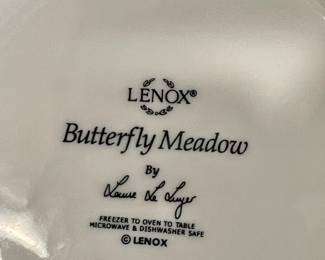 LENOX®
Butterfly Meadow
By
Louise Le Luyer
FREEZER TO OVEN TO TABLE
MICROWAVE & DISHWASHER SAFE
© LENOX